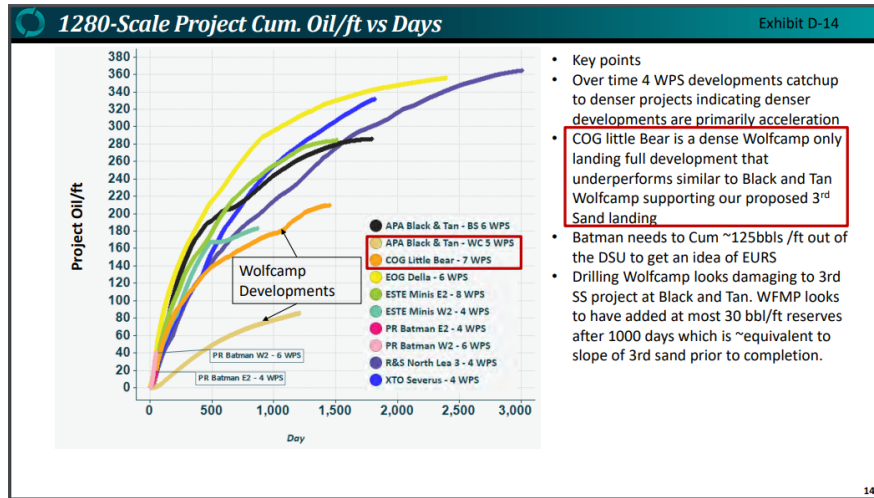 1280-Scale Project Cum. Oil/ft vs Days
Exhibit D-14
Project Oil/ft
380
360
340
320
300
280
260
240
220
200
180
160
140
120
100
80
60
40
20
0
0
500
1,000
1,500
2,000
2,500
3,000
Day
Wolfcamp
Developments
PR Batman W2 - 6 WPS
PR Batman E2 - 4 WPS
APA Black & Tan - BS 6 WPS
APA Black & Tan - WC 5 WPS
COG Little Bear - 7 WPS
EOG Della - 6 WPS
ESTE Minis E2 - 8 WPS
ESTE Minis W2 - 4 WPS
PR Batman E2 - 4 WPS
PR Batman W2 - 6 WPS
R&S North Lea 3 - 4 WPS
XTO Severus - 4 WPS
• Key points
• Over time 4 WPS developments catchup
to denser projects indicating denser
developments are primarily acceleration
• COG little Bear is a dense Wolfcamp only
landing full development that
underperforms similar to Black and Tan
Wolfcamp supporting our proposed 3rd
Sand landing
• Batman needs to Cum ~125bbls /ft out of
the DSU to get an idea of EURS
• Drilling Wolfcamp looks damaging to 3rd
SS project at Black and Tan. WFMP looks
to have added at most 30 bbl/ft reserves
after 1000 days which is ~equivalent to
slope of 3rd sand prior to completion.
14